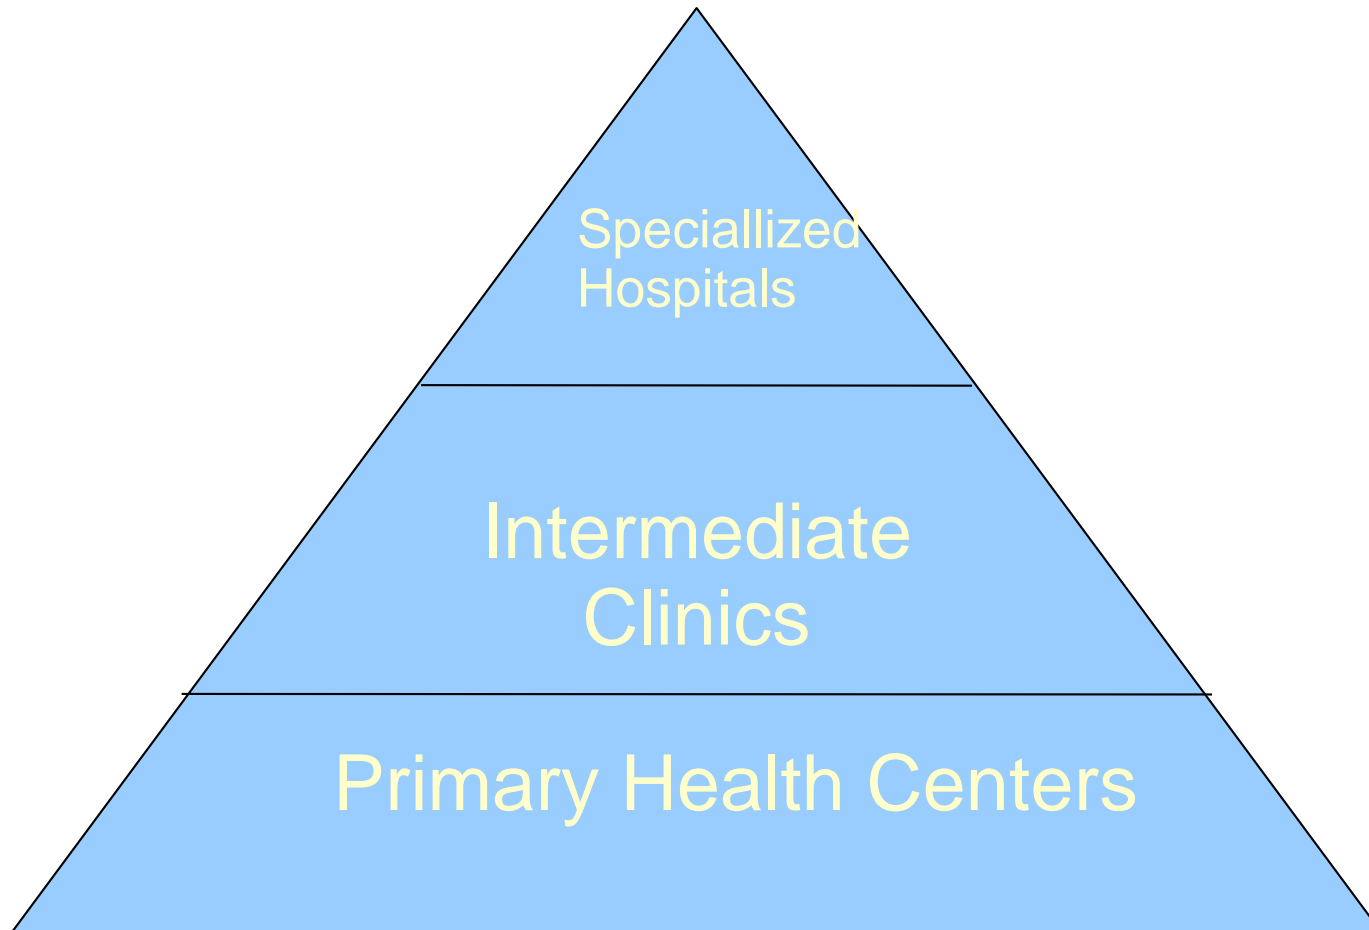 Speciallized
Hospitals
Intermediate
Clinics
Primary Health Centers